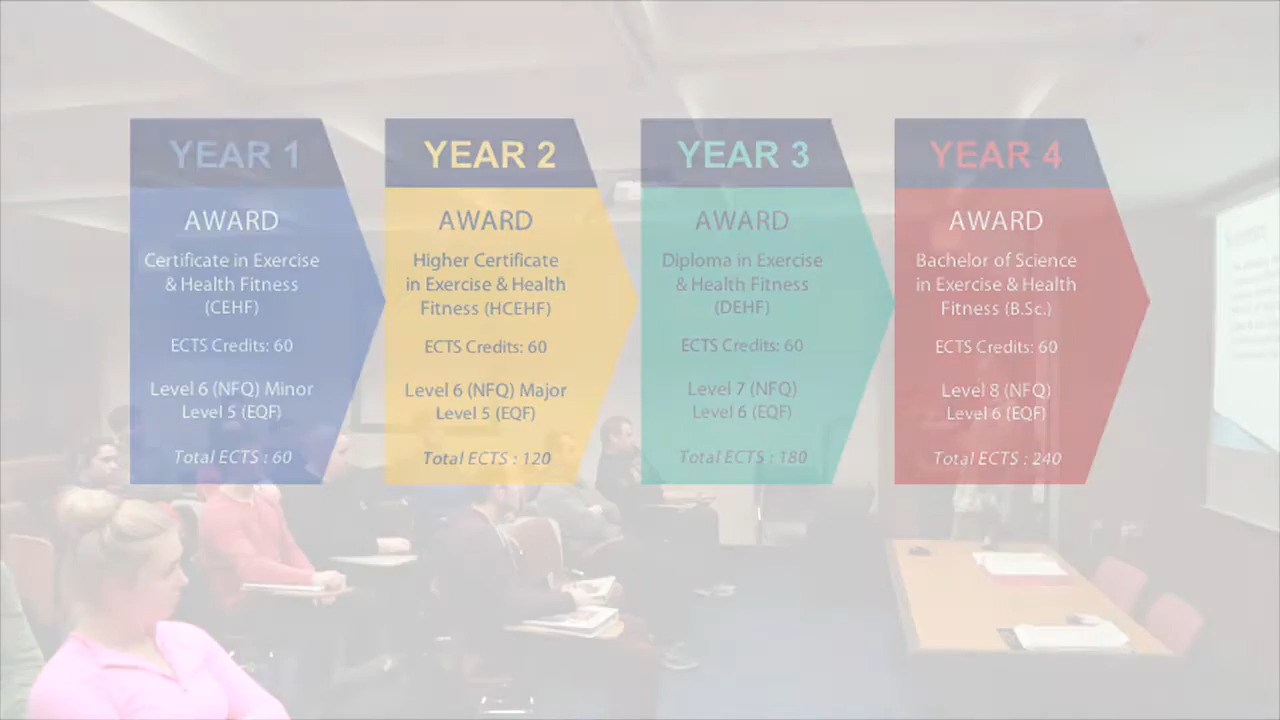 YEAR 1
AWARD
Certificate in Exercise
& Health Fitness
(CEHF)
ECTS Credits: 60
Level 6 (NFQ) Minor
Level 5 (EQF)
Total ECTS : 60
YEAR 2
AWARD
Higher Certificate
in Exercise & Health
Fitness (HCEHF)
ECTS Credits: 60
Level 6 (NFQ) Major
Level 5 (EQF)
Total ECTS : 120
YEAR 3
AWARD
Diploma in Exercise
& Health Fitness
(DEHF)
ECTS Credits: 60
Level 7 (NFQ)
Level 6 (EQF)
Total ECTS : 180
YEAR 4
AWARD
Bachelor of Science
in Exercise & Health
Fitness (B.Sc.)
ECTS Credits: 60
Level 8 (NFQ)
Level 6 (EQF)
Total ECTS : 240